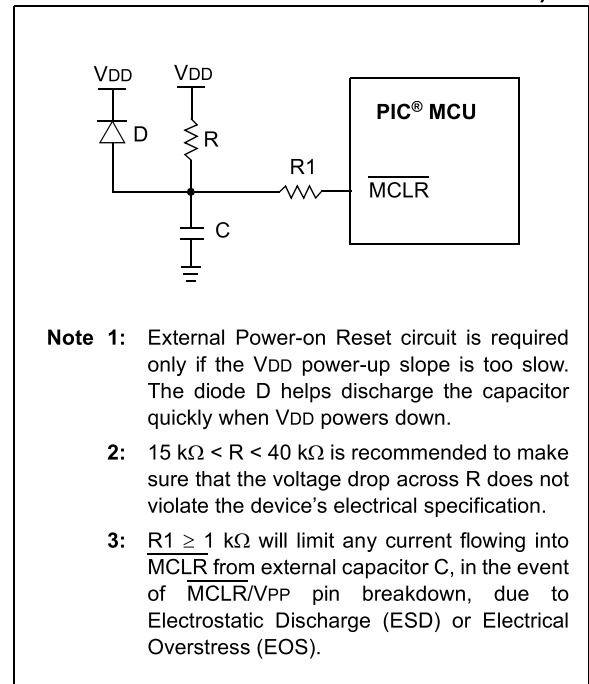 VDD VDD
PIC® MCU
D
R
R1
MCLR
C
Note 1: External Power-on Reset circuit is required
only if the VDD power-up slope is too slow.
The diode D helps discharge the capacitor
quickly when VDD powers down.
2: 15 kΩ < R < 40 kΩ is recommended to make
sure that the voltage drop across R does not
violate the device’s electrical specification.
3: R1 ≥ 1 kΩ will limit any current flowing into
MCLR from external capacitor C, in the event
of MCLR/VPP pin breakdown, due to
Electrostatic Discharge (ESD) or Electrical
Overstress (EOS).